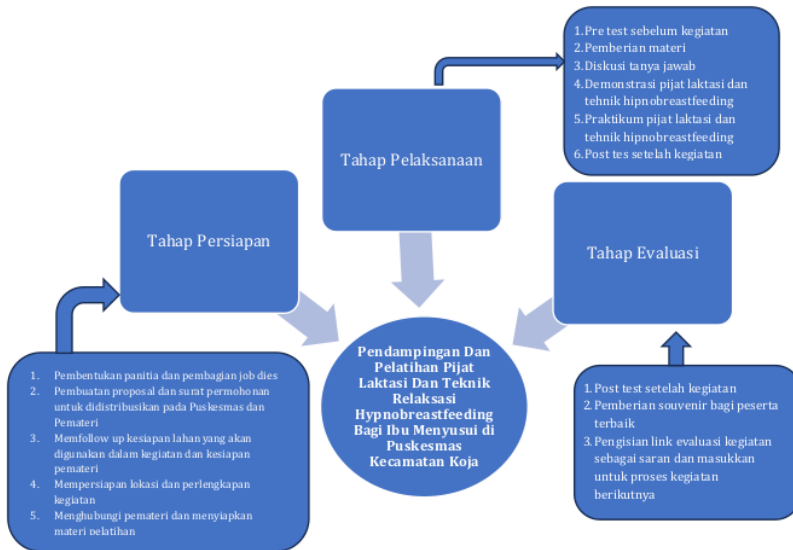 Tahap Persiapan
1. Pembentukan panitia dan pembagian job dies
2. Pembuatan proposal dan surat permohonan
untuk didistribusikan pada Puskesmas dan
Pemateri
3. Memfollow up kesiapan lahan yang akan
digunakan dalam kegiatan dan kesiapan
pemateri
4. Mempersiapan lokasi dan perlengkapan
kegiatan
5. Menghubungi pemateri dan menyiapkan
materi pelatihan
Tahap Pelaksanaan
1.Pre test sebelum kegiatan
2.Pemberian materi
3.Diskusi tanya jawab
4.Demonstrasi pijat laktasi dan
tehnik hipnobreastfeeding
5.Praktikum pijat laktasi dan
tehnik hipnobreastfeeding
6.Post tes setelah kegiatan
Tahap Evaluasi
1. Post test setelah kegiatan
2. Pemberian souvenir bagi peserta
terbaik
3. Pengisian link evaluasi kegiatan
sebagai saran dan masukkan
untuk proses kegiatan
berikutnya
Pendampingan Dan
Pelatihan Pijat
Laktasi Dan Teknik
Relaksasi
Hypnobreastfeeding
Bagi Ibu Menyusui di
Puskesmas
Kecamatan Koja